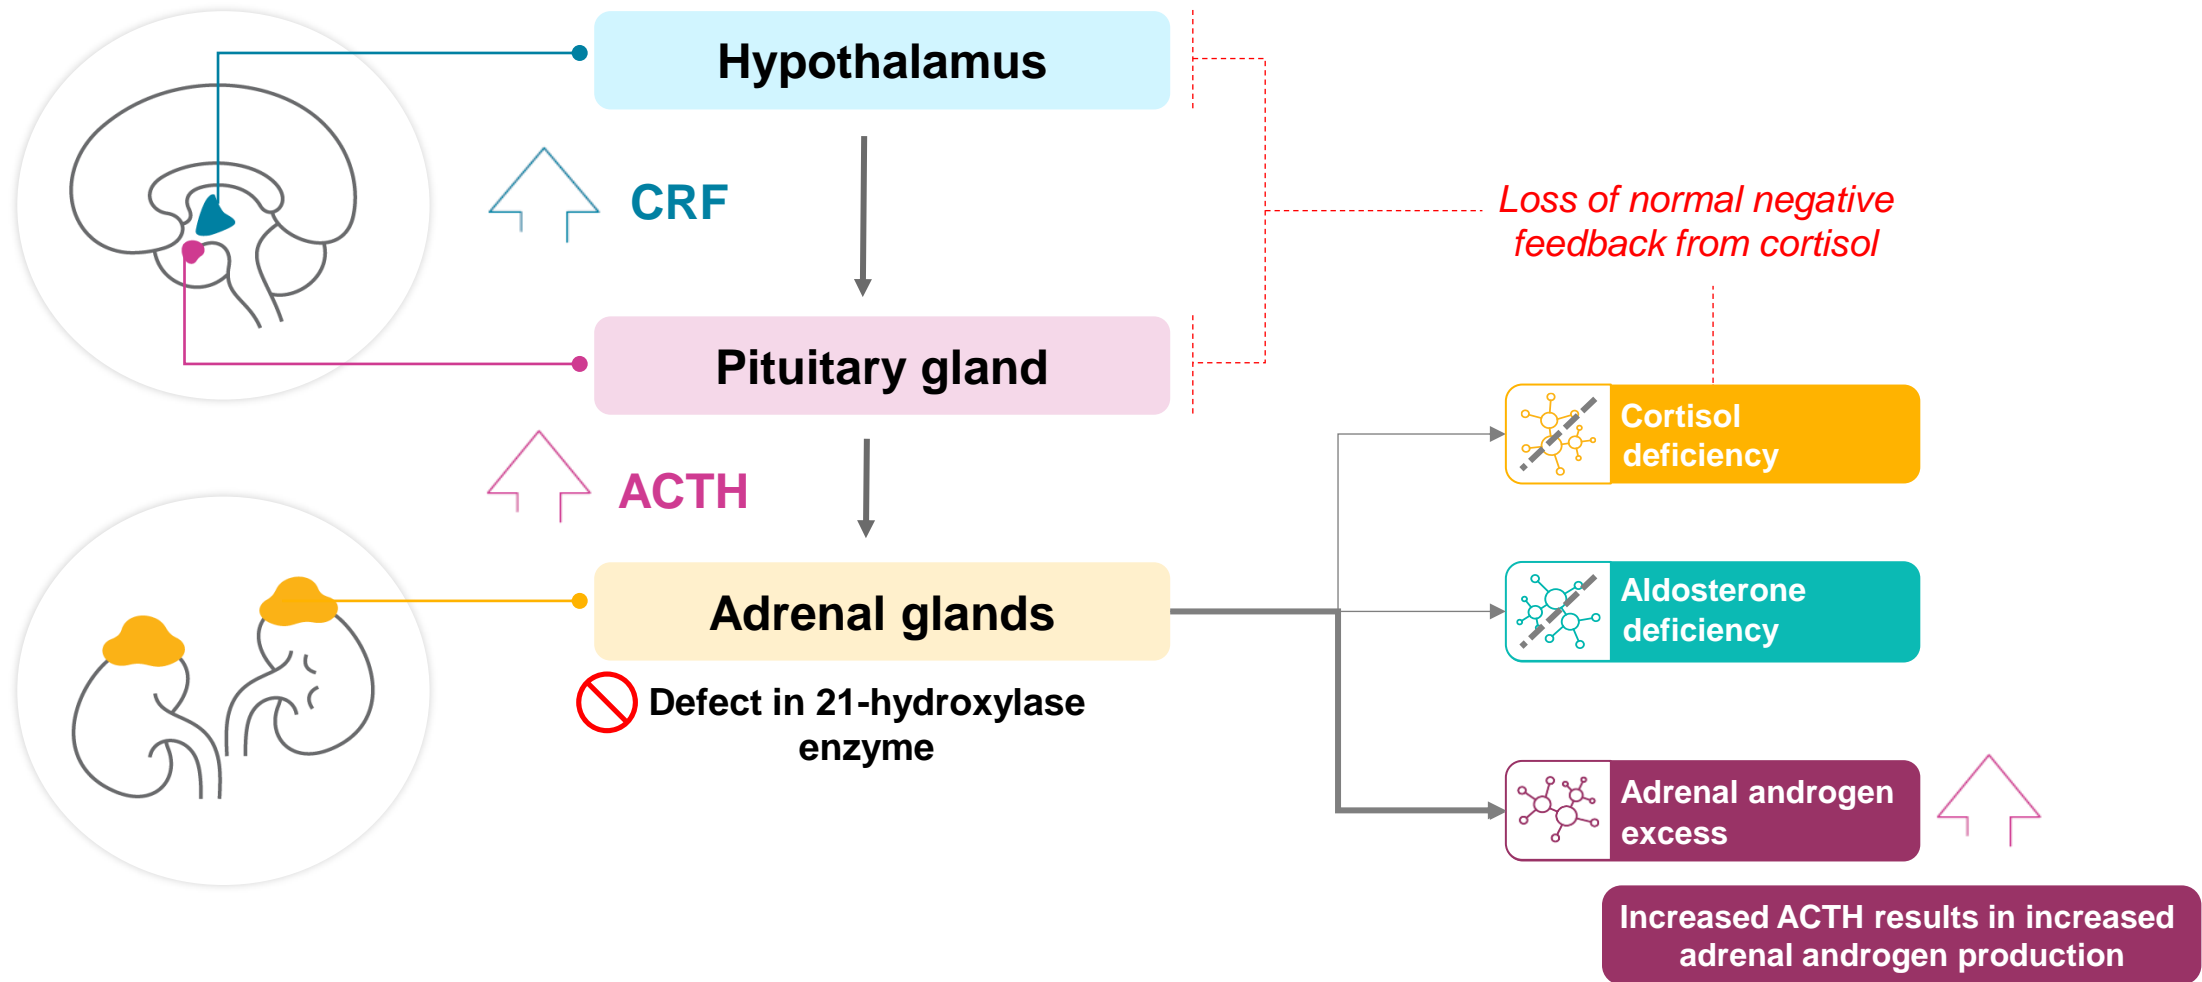 Hypothalamus
CRF
Loss of normal negative
feedback from cortisol
Pituitary gland
Cortisol
deficiency
ACTH
Aldosterone
deficiency
Adrenal glands
Defect in 21-hydroxylase
enzyme
Adrenal androgen
excess
Increased ACTH results in increased
adrenal androgen production